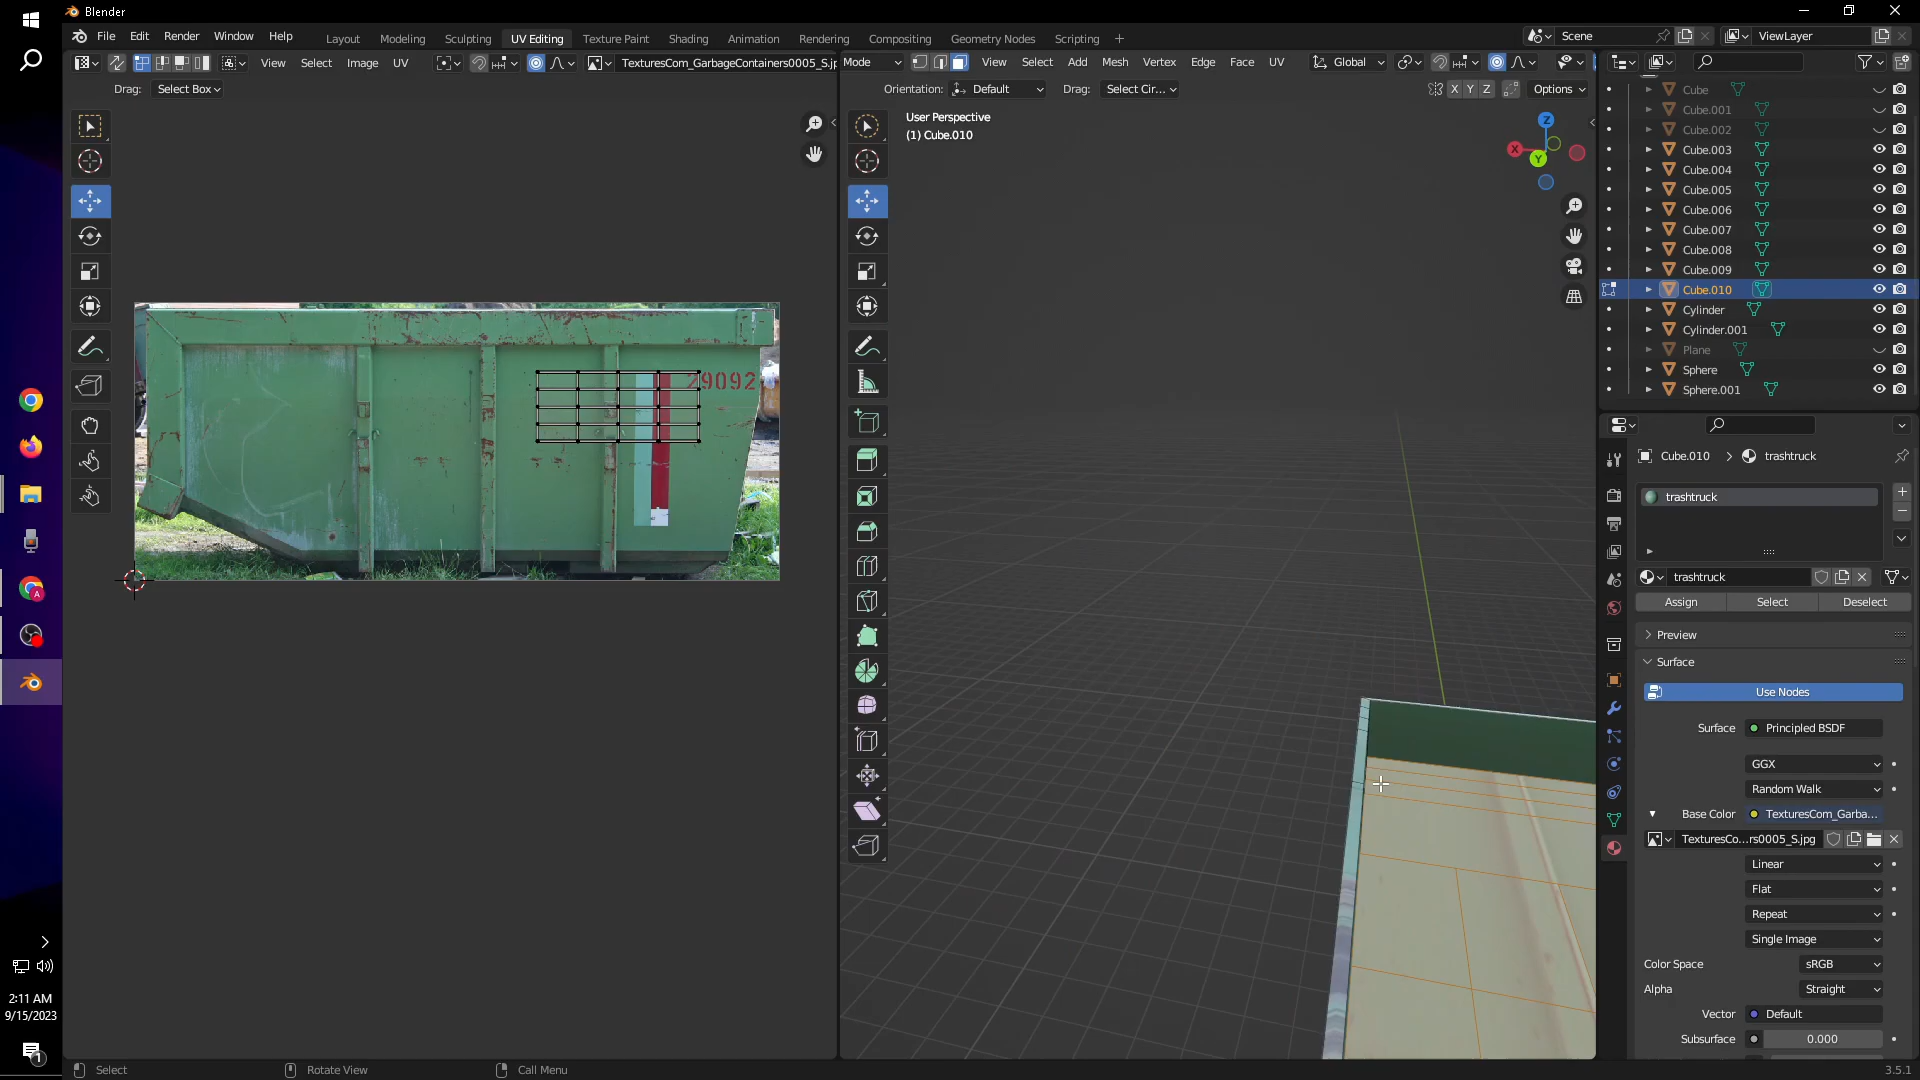 Blender
File Edit Render Window Help
Layout Modeling Sculpting UV Editing Texture Paint Shading Animation Rendering Compositing Geometry Nodes Scripting +
Scene
ViewLayer
View Select Image UV
TexturesCom_GarbageContainers0005_S.jp
Mode View Select Add Mesh Vertex Edge Face UV
Global
Drag: Select Box
Orientation: Default Drag: Select Cir...
X Y Z Options
User Perspective
(1) Cube.010
Z
X
Y
29092
Cube
Cube.001
Cube.002
Cube.003
Cube.004
Cube.005
Cube.006
Cube.007
Cube.008
Cube.009
Cube.010
Cylinder
Cylinder.001
Plane
Sphere
Sphere.001
Cube.010 > trashtruck
trashtruck
trashtruck
Assign Select Deselect
Preview
Surface
Use Nodes
Surface Principled BSDF
GGX
Random Walk
Base Color TexturesCom_Garba...
TexturesCo...rs0005_S.jpg
Linear
Flat
Repeat
Single Image
Color Space sRGB
Alpha Straight
Vector Default
Subsurface 0.000
2:11 AM
9/15/2023
1
Select Rotate View Call Menu
3.5.1